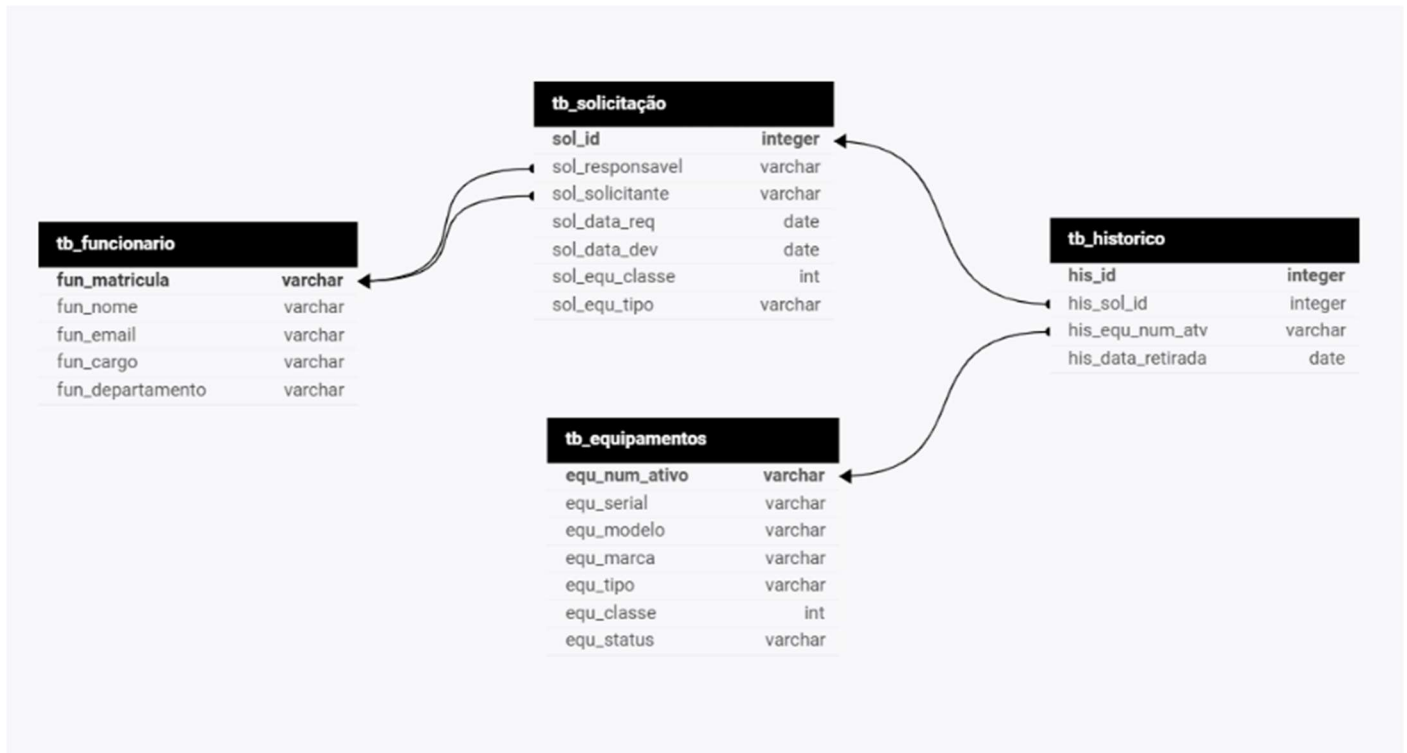 tb_solicitação
sol_id integer
sol_responsavel varchar
sol_solicitante varchar
sol_data_req date
sol_data_dev date
sol_equ_classe int
sol_equ_tipo varchar
tb_funcionario
fun_matricula varchar
fun_nome varchar
fun_email varchar
fun_cargo varchar
fun_departamento varchar
tb_historico
his_id integer
his_sol_id integer
his_equ_num_atv varchar
his_data_retirada date
tb_equipamentos
equ_num_ativo varchar
equ_serial varchar
equ_modelo varchar
equ_marca varchar
equ_tipo varchar
equ_classe int
equ_status varchar